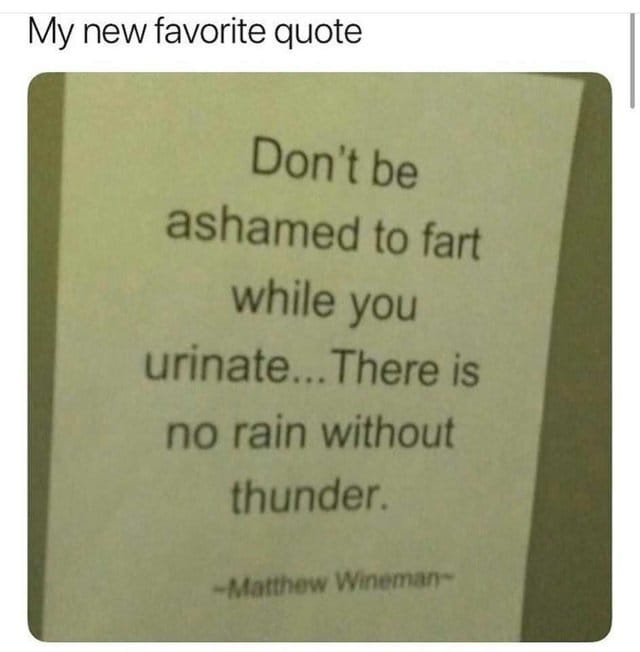 My new favorite quote
Don't be
ashamed to fart
while you
urinate...There is
no rain without
thunder.
~Matthew Wineman~